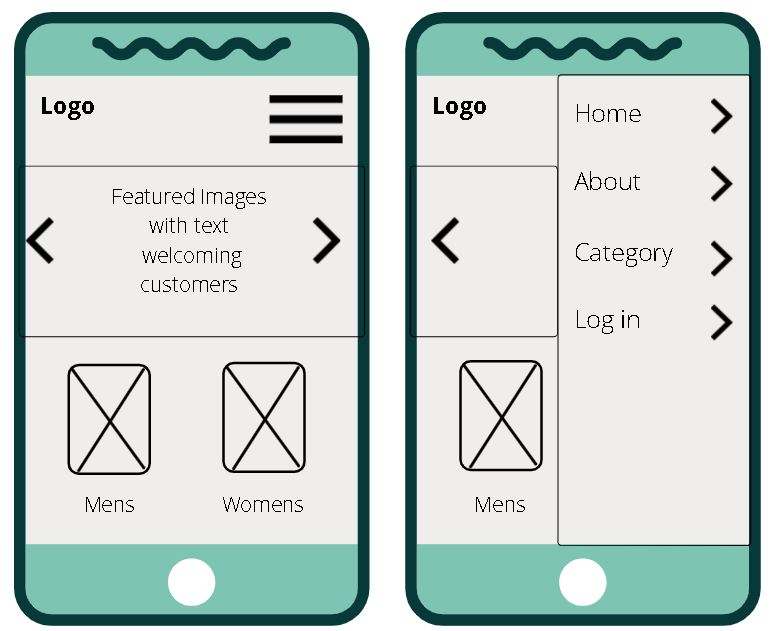 Logo
Featured Images
with text
welcoming
customers
Mens
Womens
Logo
Home
About
Category
Log in
Mens